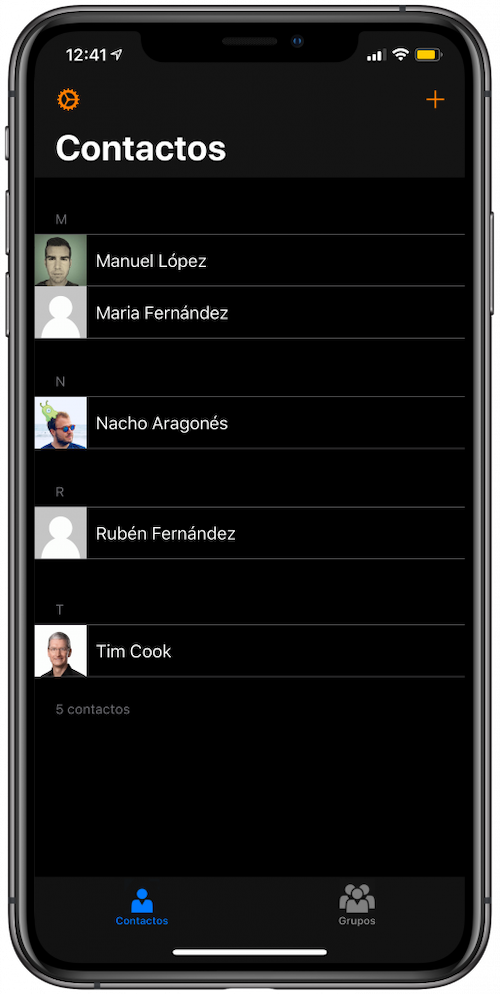 12:41
Contactos
M
Manuel López
Maria Fernández
N
Nacho Aragonés
R
Rubén Fernández
T
Tim Cook
5 contactos
Contactos
Grupos